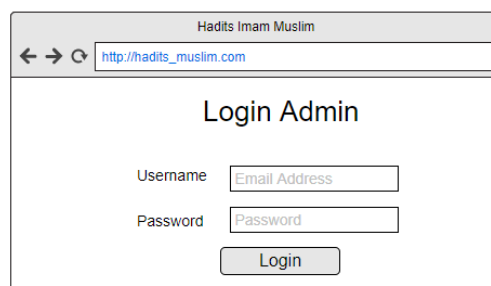 Hadits Imam Muslim
http://hadits_muslim.com
Login Admin
Username Email Address
Password Password
Login